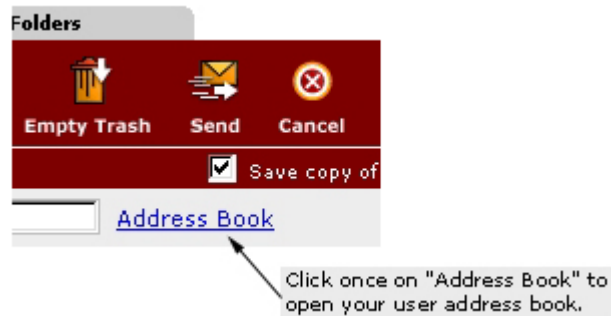 Folders
Empty Trash Send Cancel
Save copy of
Address Book
Click once on "Address Book" to
open your user address book.